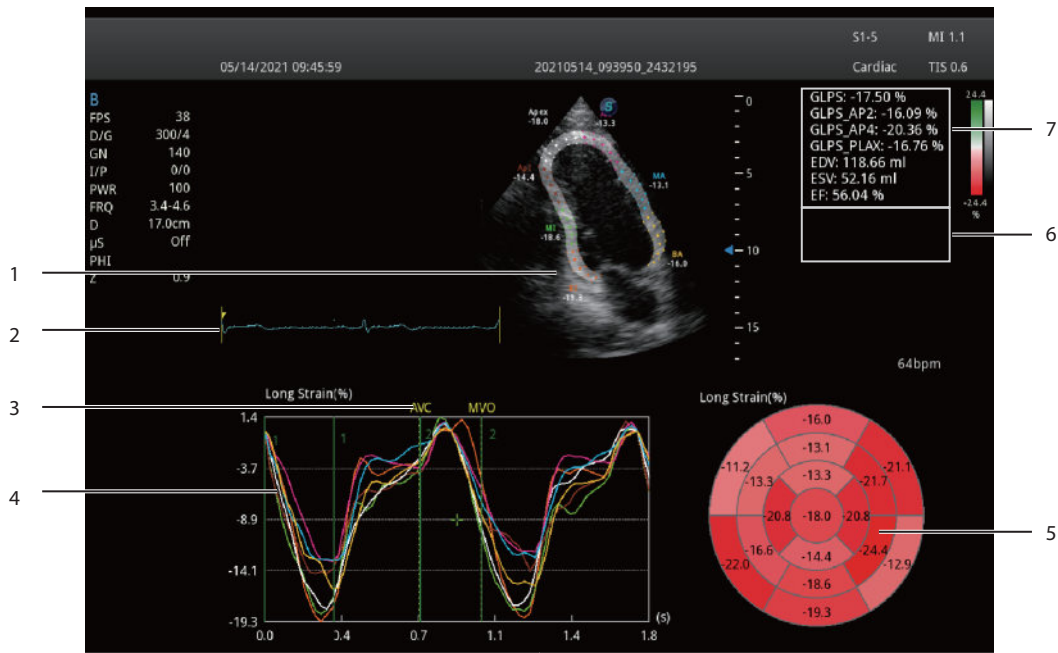 S1-5 MI 1.1
05/14/2021 09:45:59 20210514_093950_2432195 Cardiac TIS 0.6
B
FPS 38
D/G 300/4
GN 140
I/P 0/0
PWR 100
FRQ 3.4-4.6
D 17.0cm
µS Off
PHI
Z 0.9
Apex
-18.0
S
-13.3
ApI
-14.4
MA
-13.1
MI
-18.6
BA
-16.0
0
5
10
15
GLPS: -17.50 %
GLPS_AP2: -16.09 %
GLPS_AP4: -20.36 %
GLPS_PLAX: -16.76 %
EDV: 118.66 ml
ESV: 52.16 ml
EF: 56.04 %
24.4
-24.4
%
64bpm
1
2
3
4
5
6
7
Long Strain(%)
AVC MVO
1 1 2 2
1.4
-3.7
-8.9
-14.1
-19.3
0.0 0.4 0.7 1.1 1.4 1.8
(s)
Long Strain(%)
-16.0
-13.1
-11.2 -13.3 -13.3 -21.7 -21.1
-20.8 -18.0 -20.8
-22.0 -16.6 -14.4 -24.4 -12.9
-18.6
-19.3